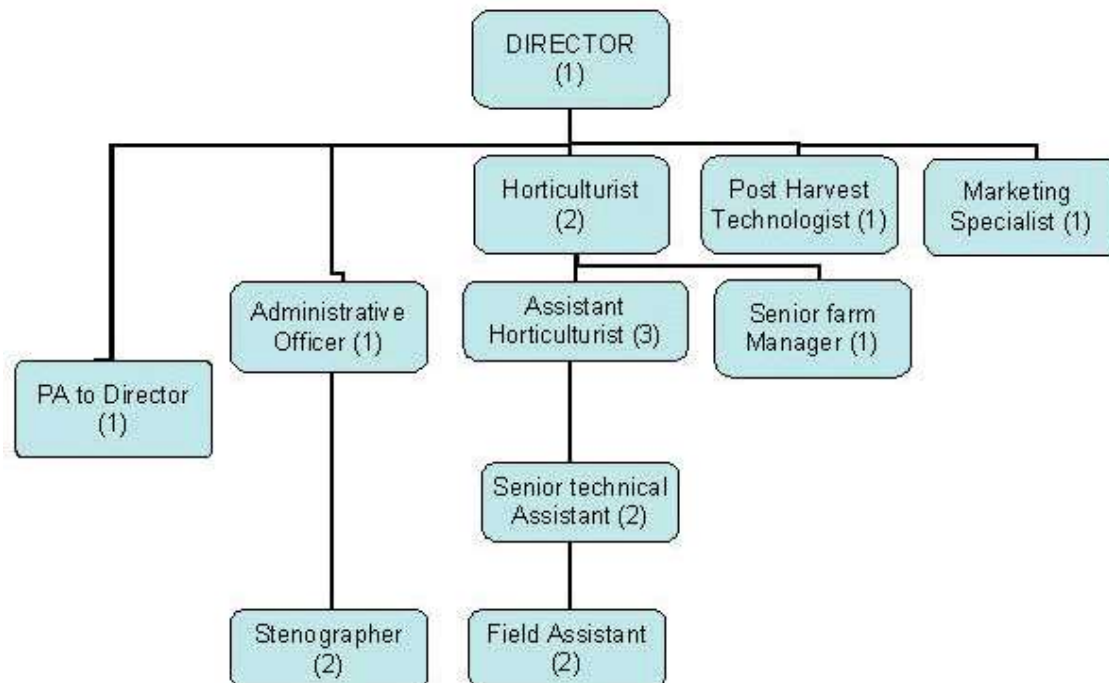 DIRECTOR
(1)
Horticulturist
(2)
Post Harvest
Technologist (1)
Marketing
Specialist (1)
Administrative
Officer (1)
Assistant
Horticulturist (3)
Senior farm
Manager (1)
PA to Director
(1)
Senior technical
Assistant (2)
Stenographer
(2)
Field Assistant
(2)